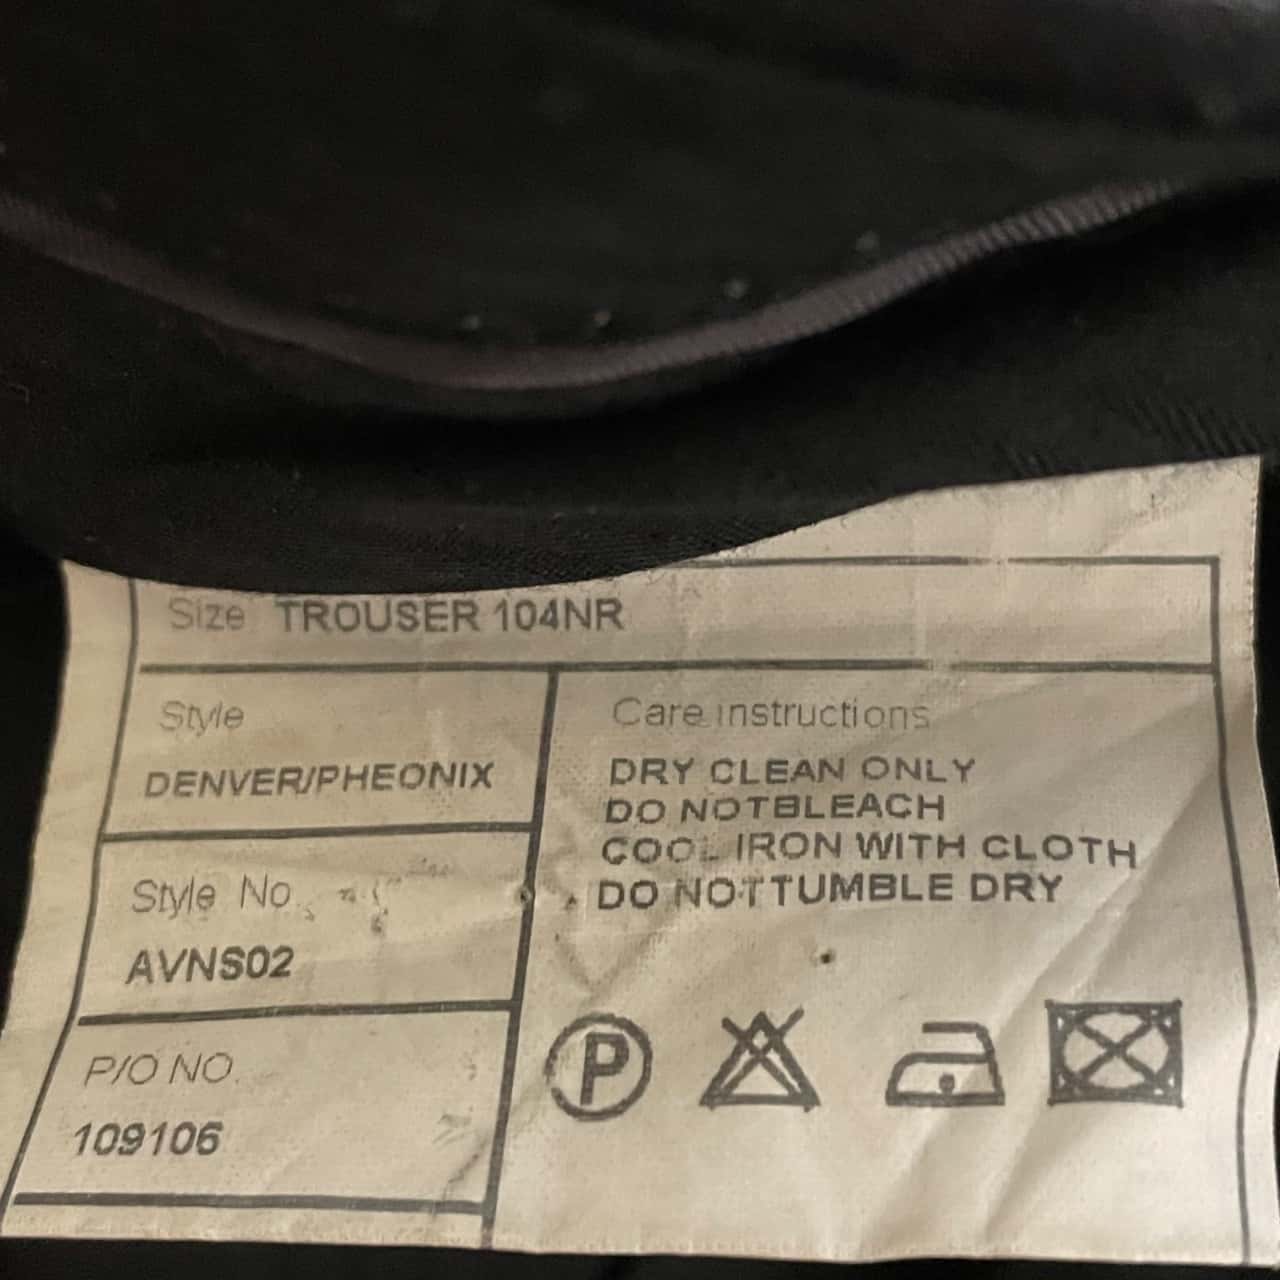 Size TROUSER 104NR
Style
DENVER/PHEONIX
Style No.
AVNS02
P/O NO.
109106
Care instructions
DRY CLEAN ONLY
DO NOTBLEACH
COOL IRON WITH CLOTH
DO NOTTUMBLE DRY
P